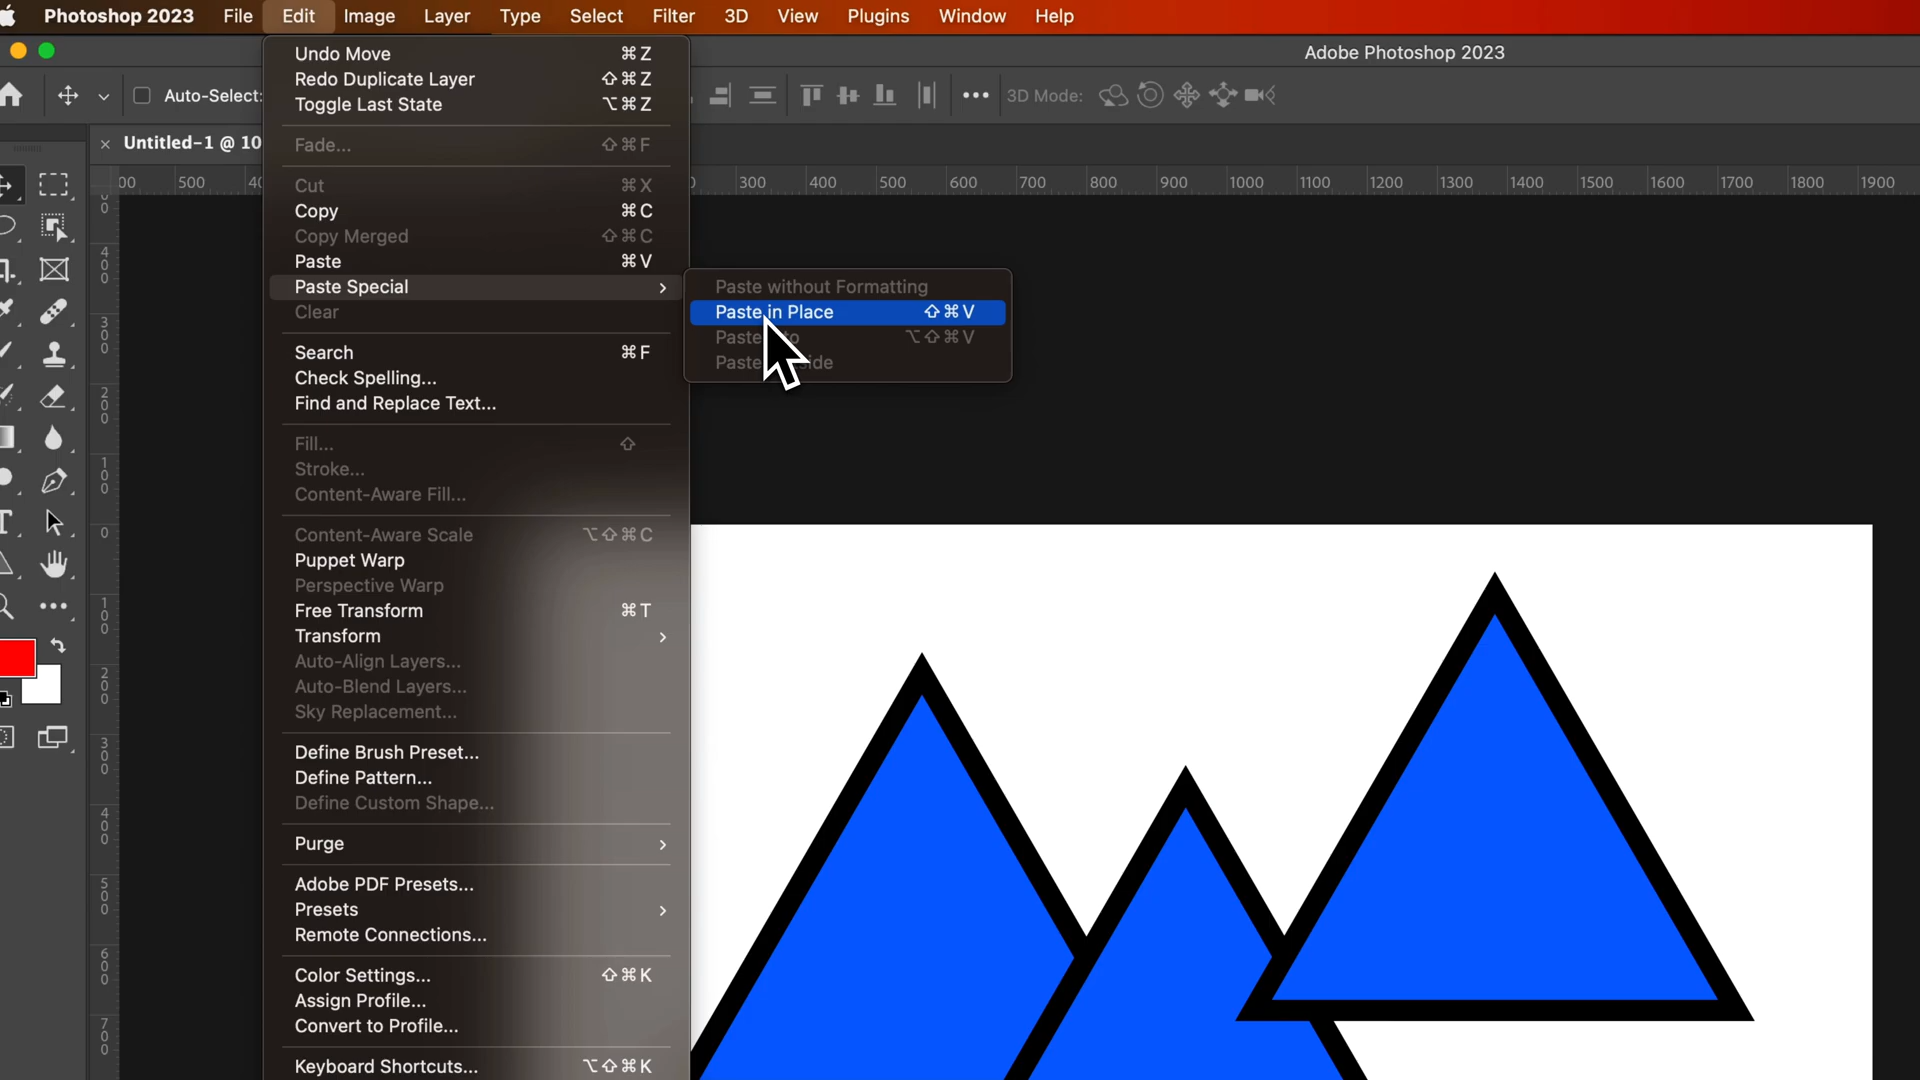 Photoshop 2023 File Edit Image Layer Type Select Filter 3D View Plugins Window Help
Adobe Photoshop 2023
Auto-Select: 3D Mode:
× Untitled-1 @ 10
00 500 40 0 300 400 500 600 700 800 900 1000 1100 1200 1300 1400 1500 1600 1700 1800 1900
Undo Move ⌘Z
Redo Duplicate Layer ⇧⌘Z
Toggle Last State ⌥⌘Z
Fade... ⇧⌘F
Cut ⌘X
Copy ⌘C
Copy Merged ⇧⌘C
Paste ⌘V
Paste Special >
Clear
Search ⌘F
Check Spelling...
Find and Replace Text...
Fill... ⇧
Stroke...
Content-Aware Fill...
Content-Aware Scale ⌥⇧⌘C
Puppet Warp
Perspective Warp
Free Transform ⌘T
Transform >
Auto-Align Layers...
Auto-Blend Layers...
Sky Replacement...
Define Brush Preset...
Define Pattern...
Define Custom Shape...
Purge >
Adobe PDF Presets...
Presets >
Remote Connections...
Color Settings... ⇧⌘K
Assign Profile...
Convert to Profile...
Keyboard Shortcuts... ⌥⇧⌘K
Paste without Formatting
Paste in Place ⇧⌘V
Paste ⌥⇧⌘V
Paste
0
400
300
200
100
0
100
200
300
400
500
600
700